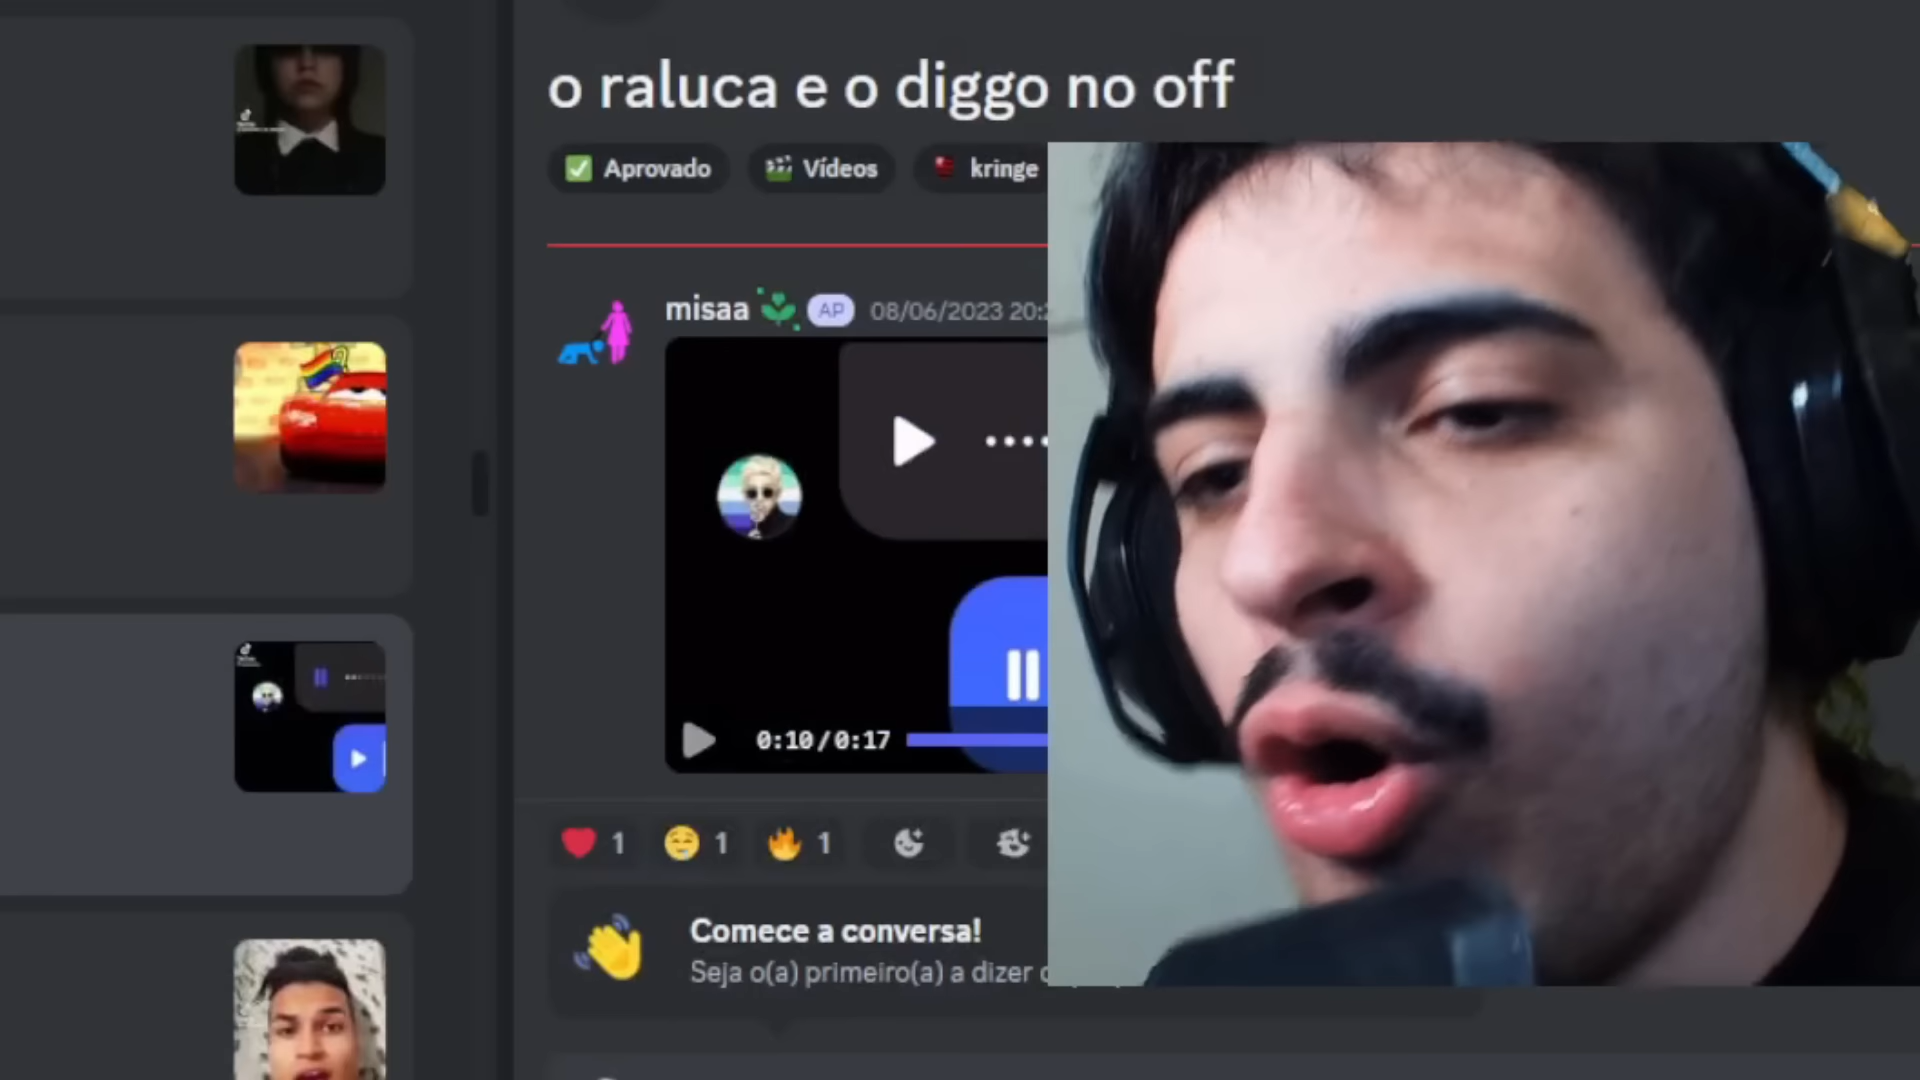 o raluca e o diggo no off
Aprovado
Vídeos
kringe
misaa AP 08/06/2023 20:
0:10/0:17
1
1
1
Comece a conversa!
Seja o(a) primeiro(a) a dizer